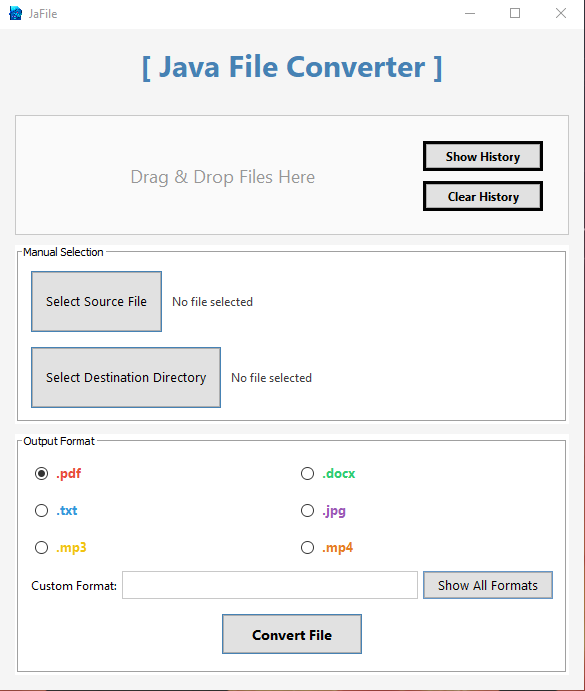 JaFile
[ Java File Converter ]
Drag & Drop Files Here
Show History
Clear History
Manual Selection
Select Source File No file selected
Select Destination Directory No file selected
Output Format
.pdf .docx
.txt .jpg
.mp3 .mp4
Custom Format: Show All Formats
Convert File